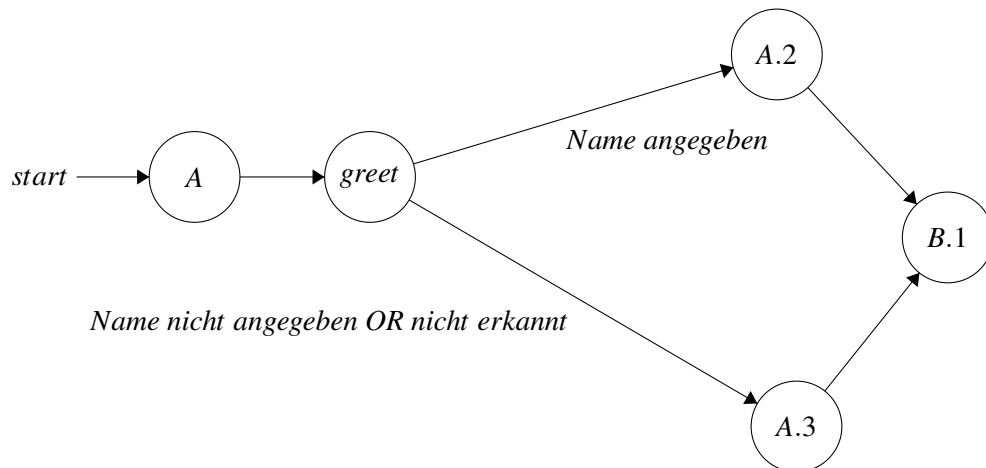 A.2
Name angegeben
start
A
greet
B.1
Name nicht angegeben OR nicht erkannt
A.3